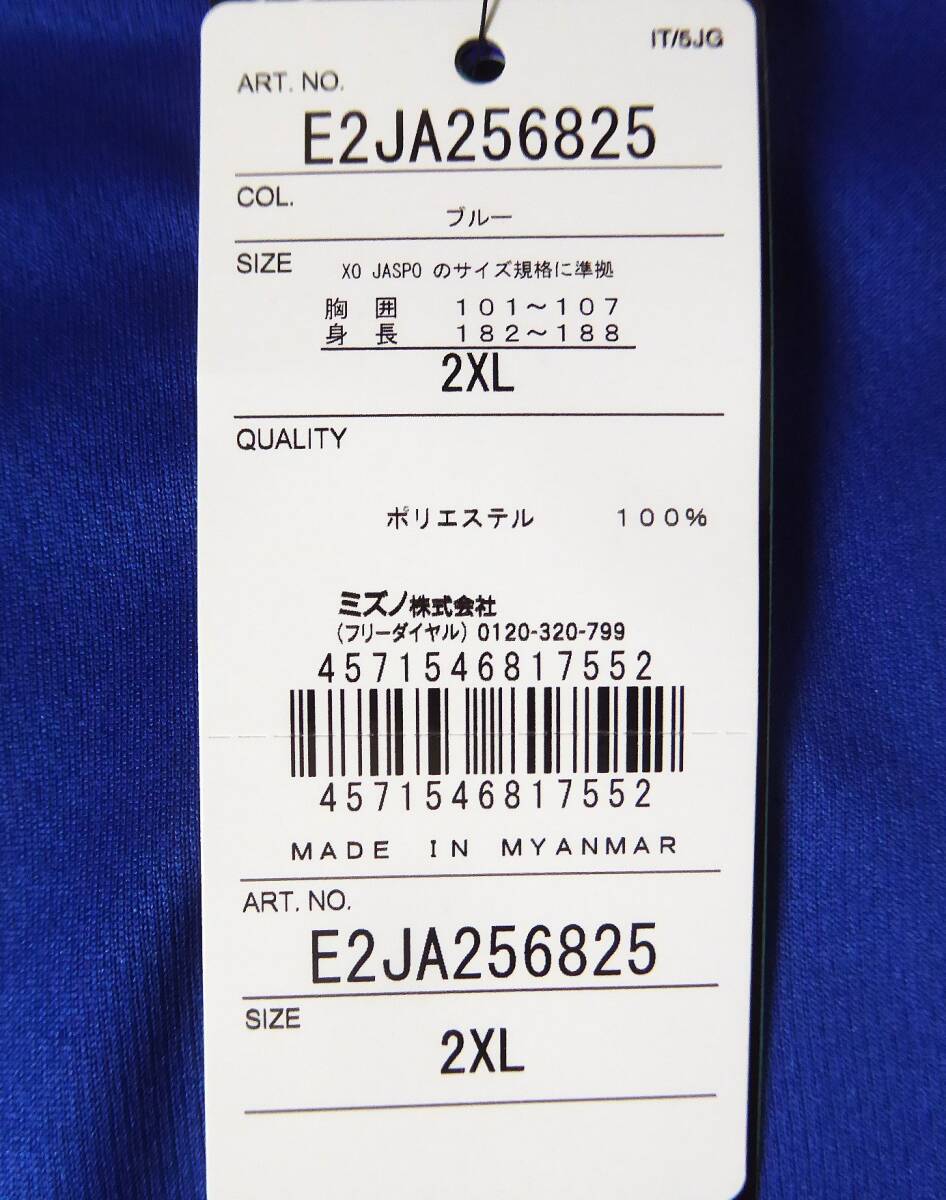 IT/5JG
ART. NO.
E2JA256825
COL.
ブルー
SIZE
XO JASPO のサイズ規格に準拠
胸 囲 １０１～１０７
身 長 １８２～１８８
2XL
QUALITY
ポリエステル １００％
ミズノ株式会社
(フリーダイヤル) 0120-320-799
4571546817552
4571546817552
MADE IN MYANMAR
ART. NO.
E2JA256825
SIZE
2XL